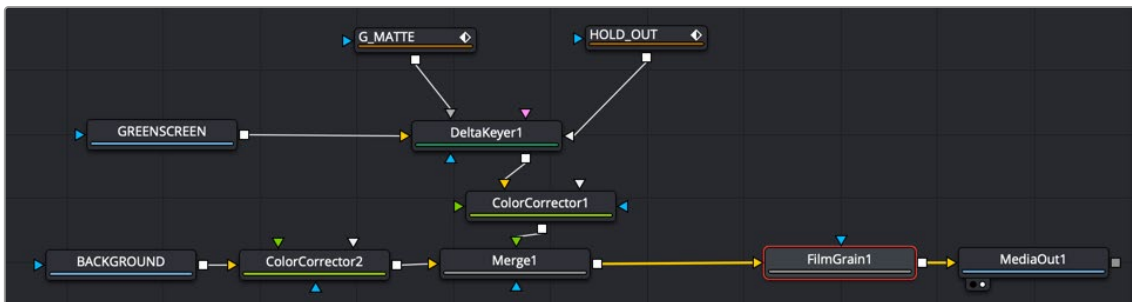 G_MATTE
HOLD_OUT
GREENSCREEN
DeltaKeyer1
ColorCorrector1
BACKGROUND
ColorCorrector2
Merge1
FilmGrain1
MediaOut1